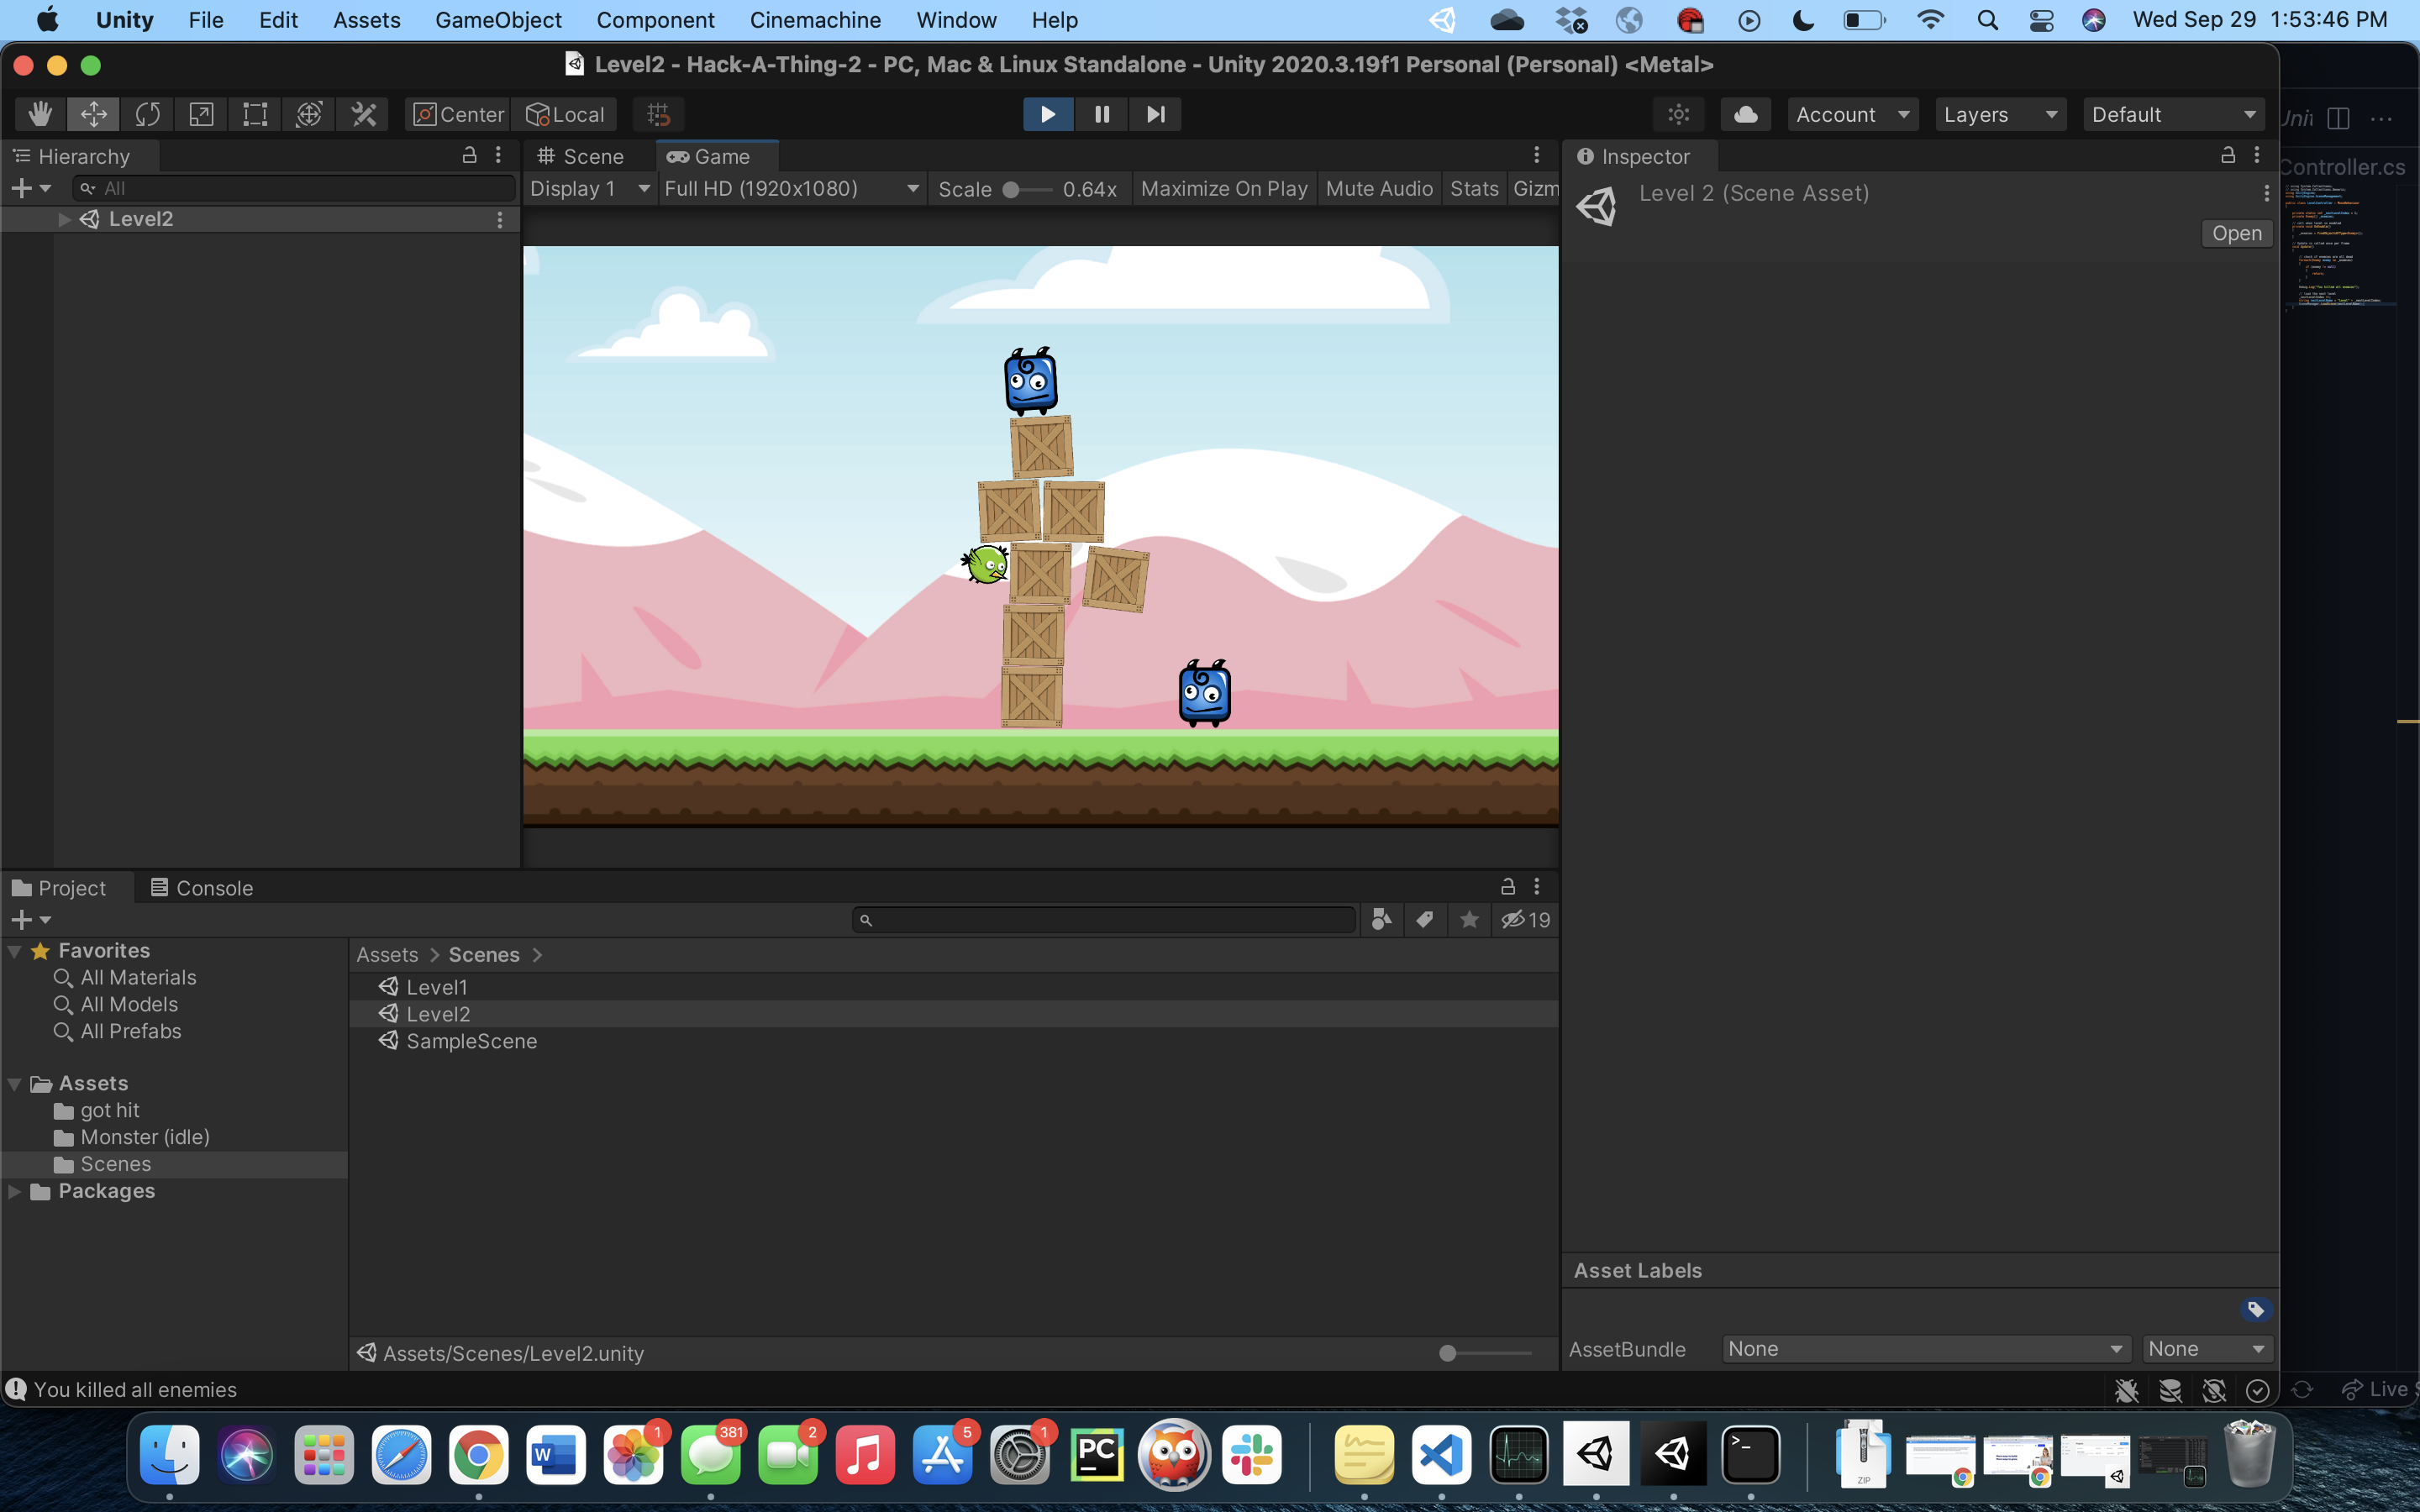 Unity File Edit Assets GameObject Component Cinemachine Window Help Wed Sep 29 1:53:46 PM
Level2 - Hack-A-Thing-2 - PC, Mac & Linux Standalone - Unity 2020.3.19f1 Personal (Personal) <Metal>
Center Local Account Layers Default
Hierarchy Scene Game Inspector Controller.cs
All Display 1 Full HD (1920x1080) Scale 0.64x Maximize On Play Mute Audio Stats Gizm
Level 2 (Scene Asset)
Level2
Open
Project Console
19
Favorites
All Materials
All Models
All Prefabs
Assets
got hit
Monster (idle)
Scenes
Packages
Assets > Scenes >
Level1
Level2
SampleScene
Assets/Scenes/Level2.unity
Asset Labels
AssetBundle None None
You killed all enemies
Live
W 1 381 2 5 1 PC >_ ZIP